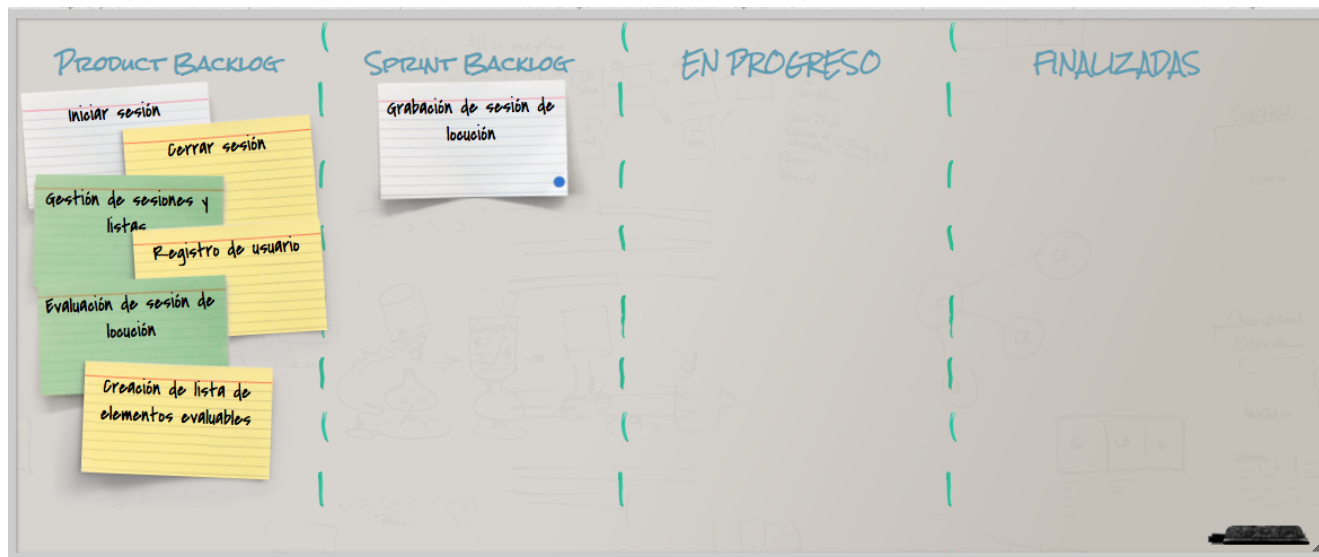 PRODUCT BACKLOG
SPRINT BACKLOG
EN PROGRESO
FINALIZADAS
Iniciar sesión
Cerrar sesión
Gestión de sesiones y
listas
Registro de usuario
Evaluación de sesión de
locución
Creación de lista de
elementos evaluables
Grabación de sesión de
locución